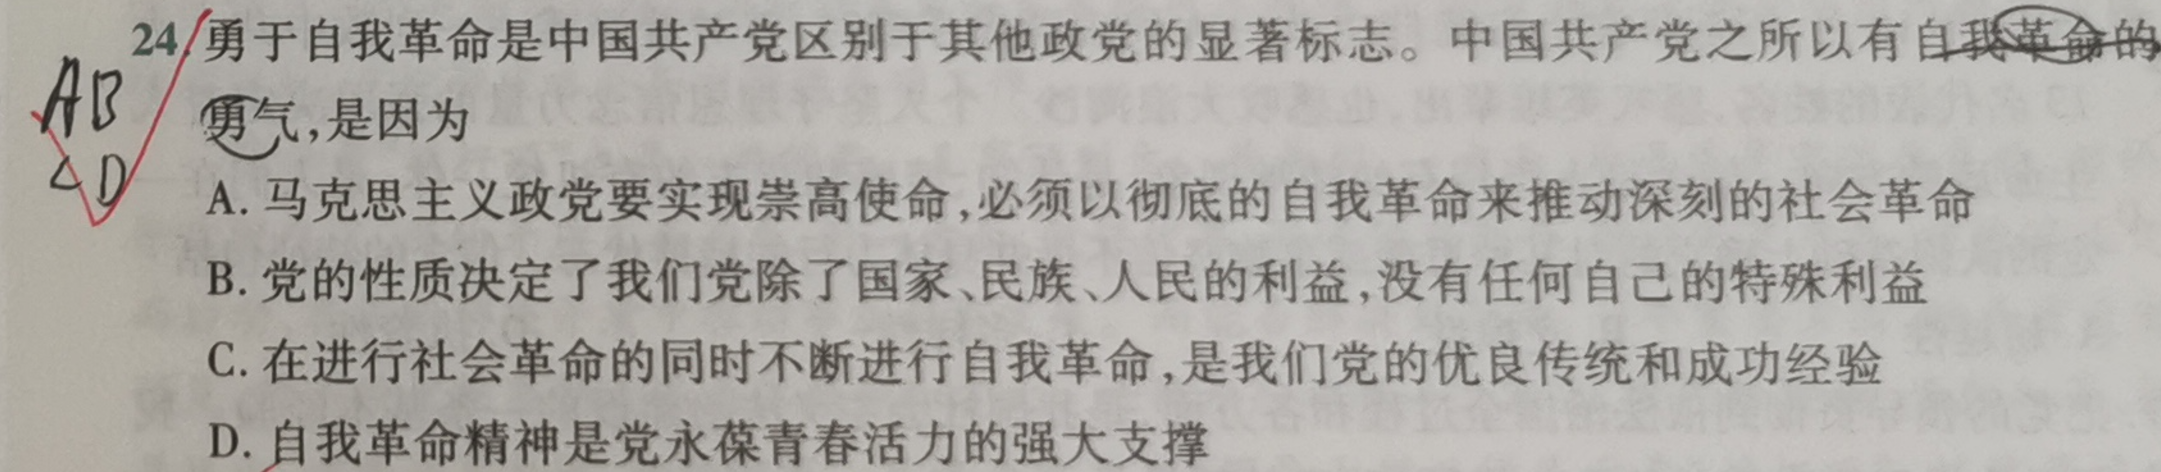 24. 勇于自我革命是中国共产党区别于其他政党的显著标志。中国共产党之所以有自我革命的
AB
勇气,是因为
CD
A. 马克思主义政党要实现崇高使命,必须以彻底的自我革命来推动深刻的社会革命
B. 党的性质决定了我们党除了国家、民族、人民的利益,没有任何自己的特殊利益
C. 在进行社会革命的同时不断进行自我革命,是我们党的优良传统和成功经验
D. 自我革命精神是党永葆青春活力的强大支撑